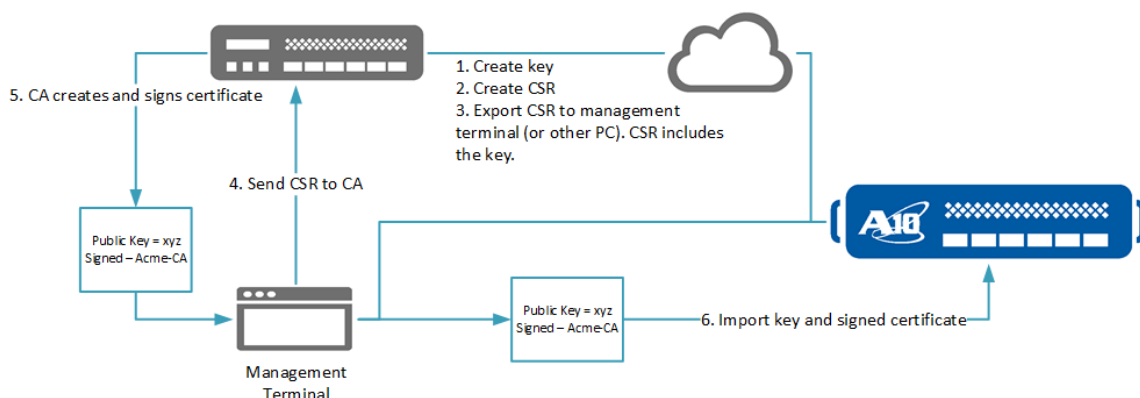 1. Create key
2. Create CSR
3. Export CSR to management
terminal (or other PC). CSR includes
the key.
5. CA creates and signs certificate
4. Send CSR to CA
A10
Public Key = xyz
Signed – Acme-CA
Public Key = xyz
Signed – Acme-CA
6. Import key and signed certificate
Management
Terminal